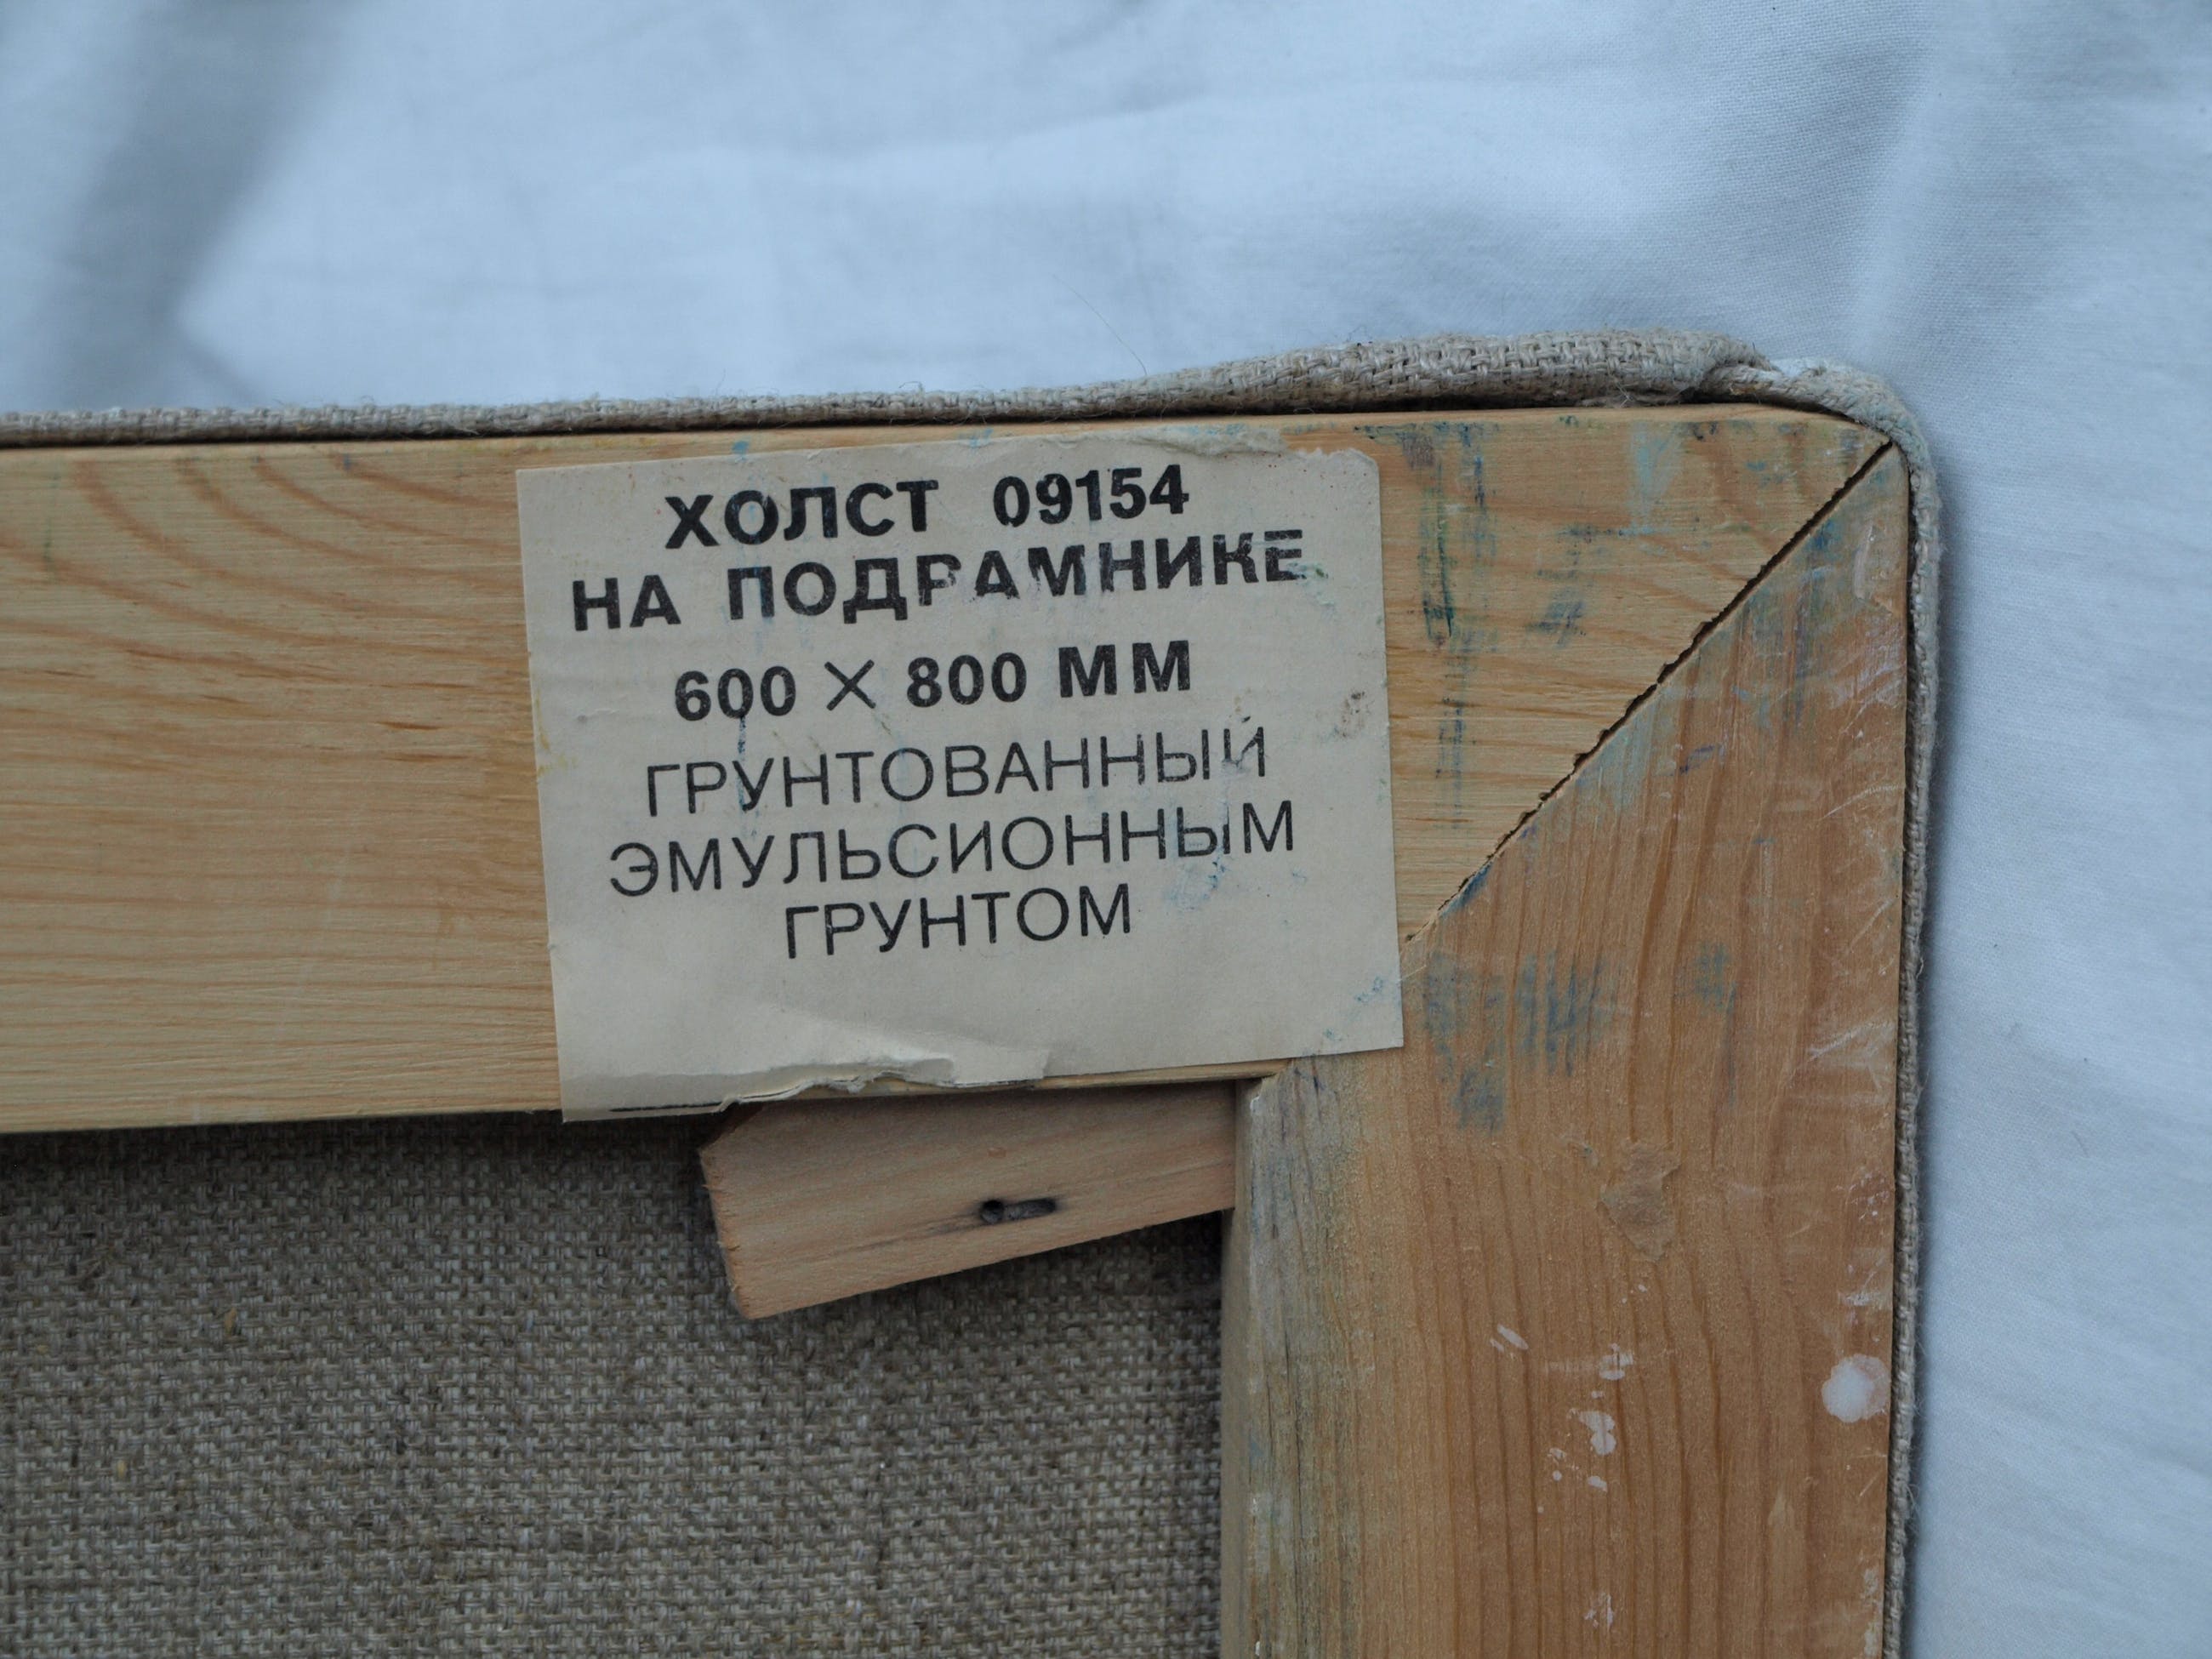 ХОЛСТ 09154
НА ПОДРАМНИКЕ
600 × 800 ММ
ГРУНТОВАННЫЙ
ЭМУЛЬСИОННЫМ
ГРУНТОМ